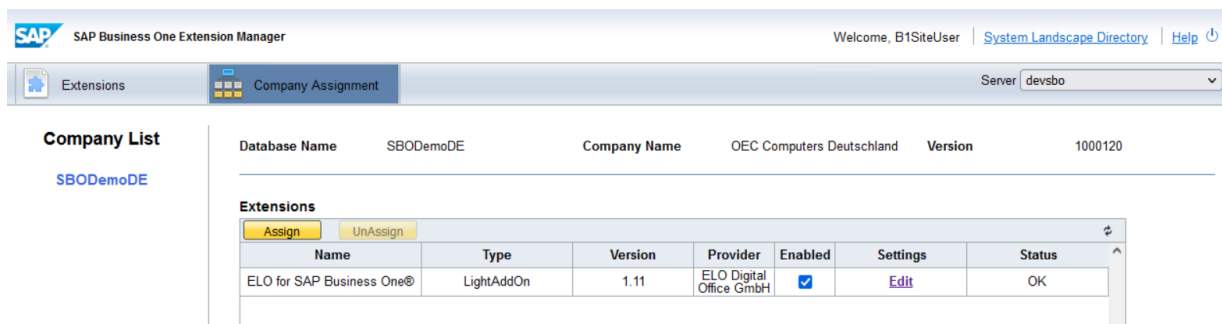 SAP SAP Business One Extension Manager Welcome, B1SiteUser System Landscape Directory Help
Extensions Company Assignment Server devsbo
Company List
Database Name SBODemoDE Company Name OEC Computers Deutschland Version 1000120
SBODemoDE
Extensions
Assign UnAssign
Name Type Version Provider Enabled Settings Status
ELO for SAP Business One® LightAddOn 1.11 ELO Digital Office GmbH Edit OK